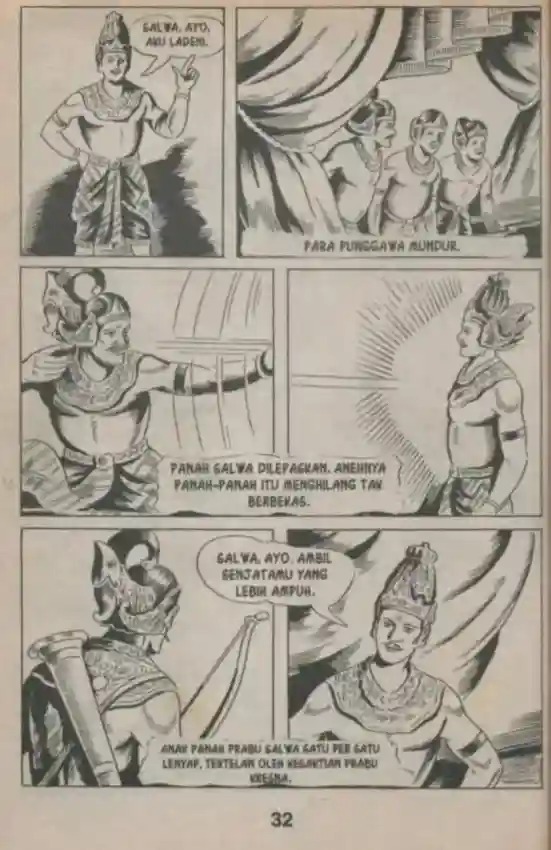 SALWA, AYO,
AKU LADENI.
PARA PUNGGAWA MUNDUR.
PANAH SALWA DILEPASKAN. ANEHNYA
PANAH-PANAH ITU MENGHILANG TAK
BERBEKAS.
SALWA, AYO. AMBIL
SENJATAMU YANG
LEBIH AMPUH.
ANAK PANAH PRABU SALWA SATU PER SATU
LENYAP, TERTELAN OLEH KESAKTIAN PRABU
KRESNA.
32